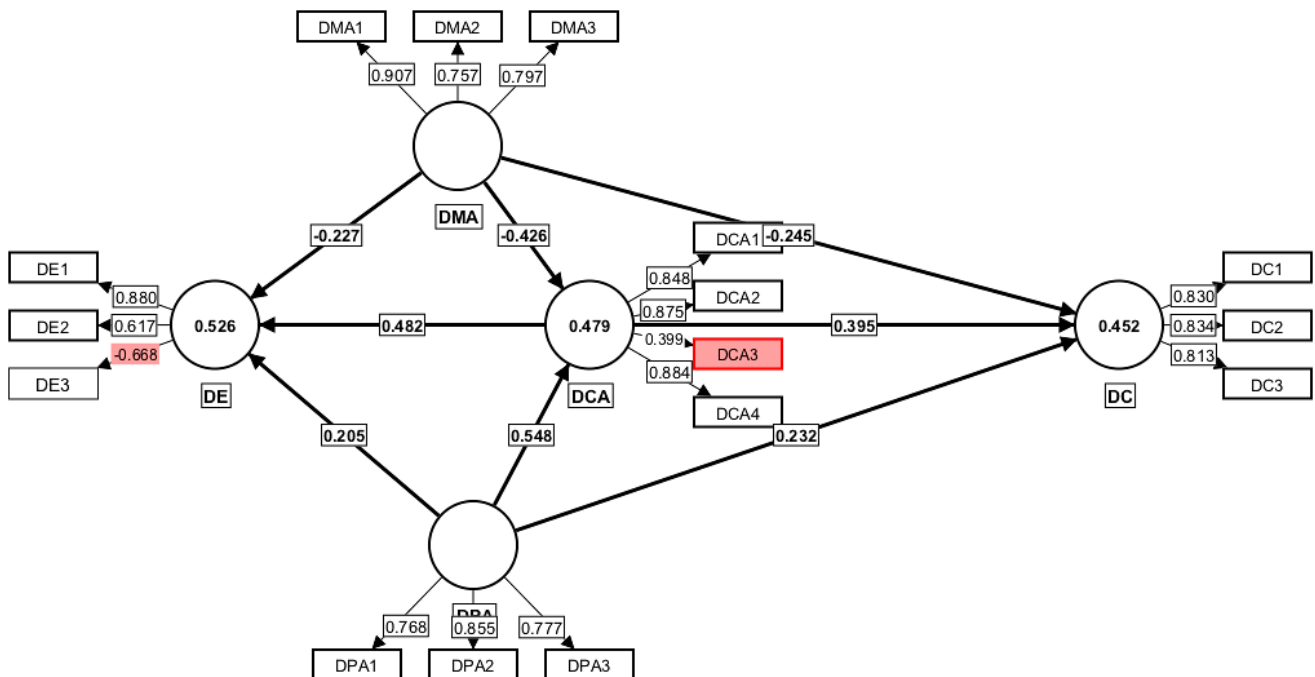 DMA1 DMA2 DMA3
0.907 0.757 0.797
DMA
-0.227 -0.426 DCA1 -0.245
DE1 0.848 DC1
0.880 DCA2 0.830
0.875
DE2 0.617 0.526 0.482 0.479 0.395 0.452 0.834 DC2
0.399 DCA3
-0.668 0.813
DE3 0.884 DC3
DE DCA DC
DCA4
0.205 0.548 0.232
DPA
0.768 0.855 0.777
DPA1 DPA2 DPA3